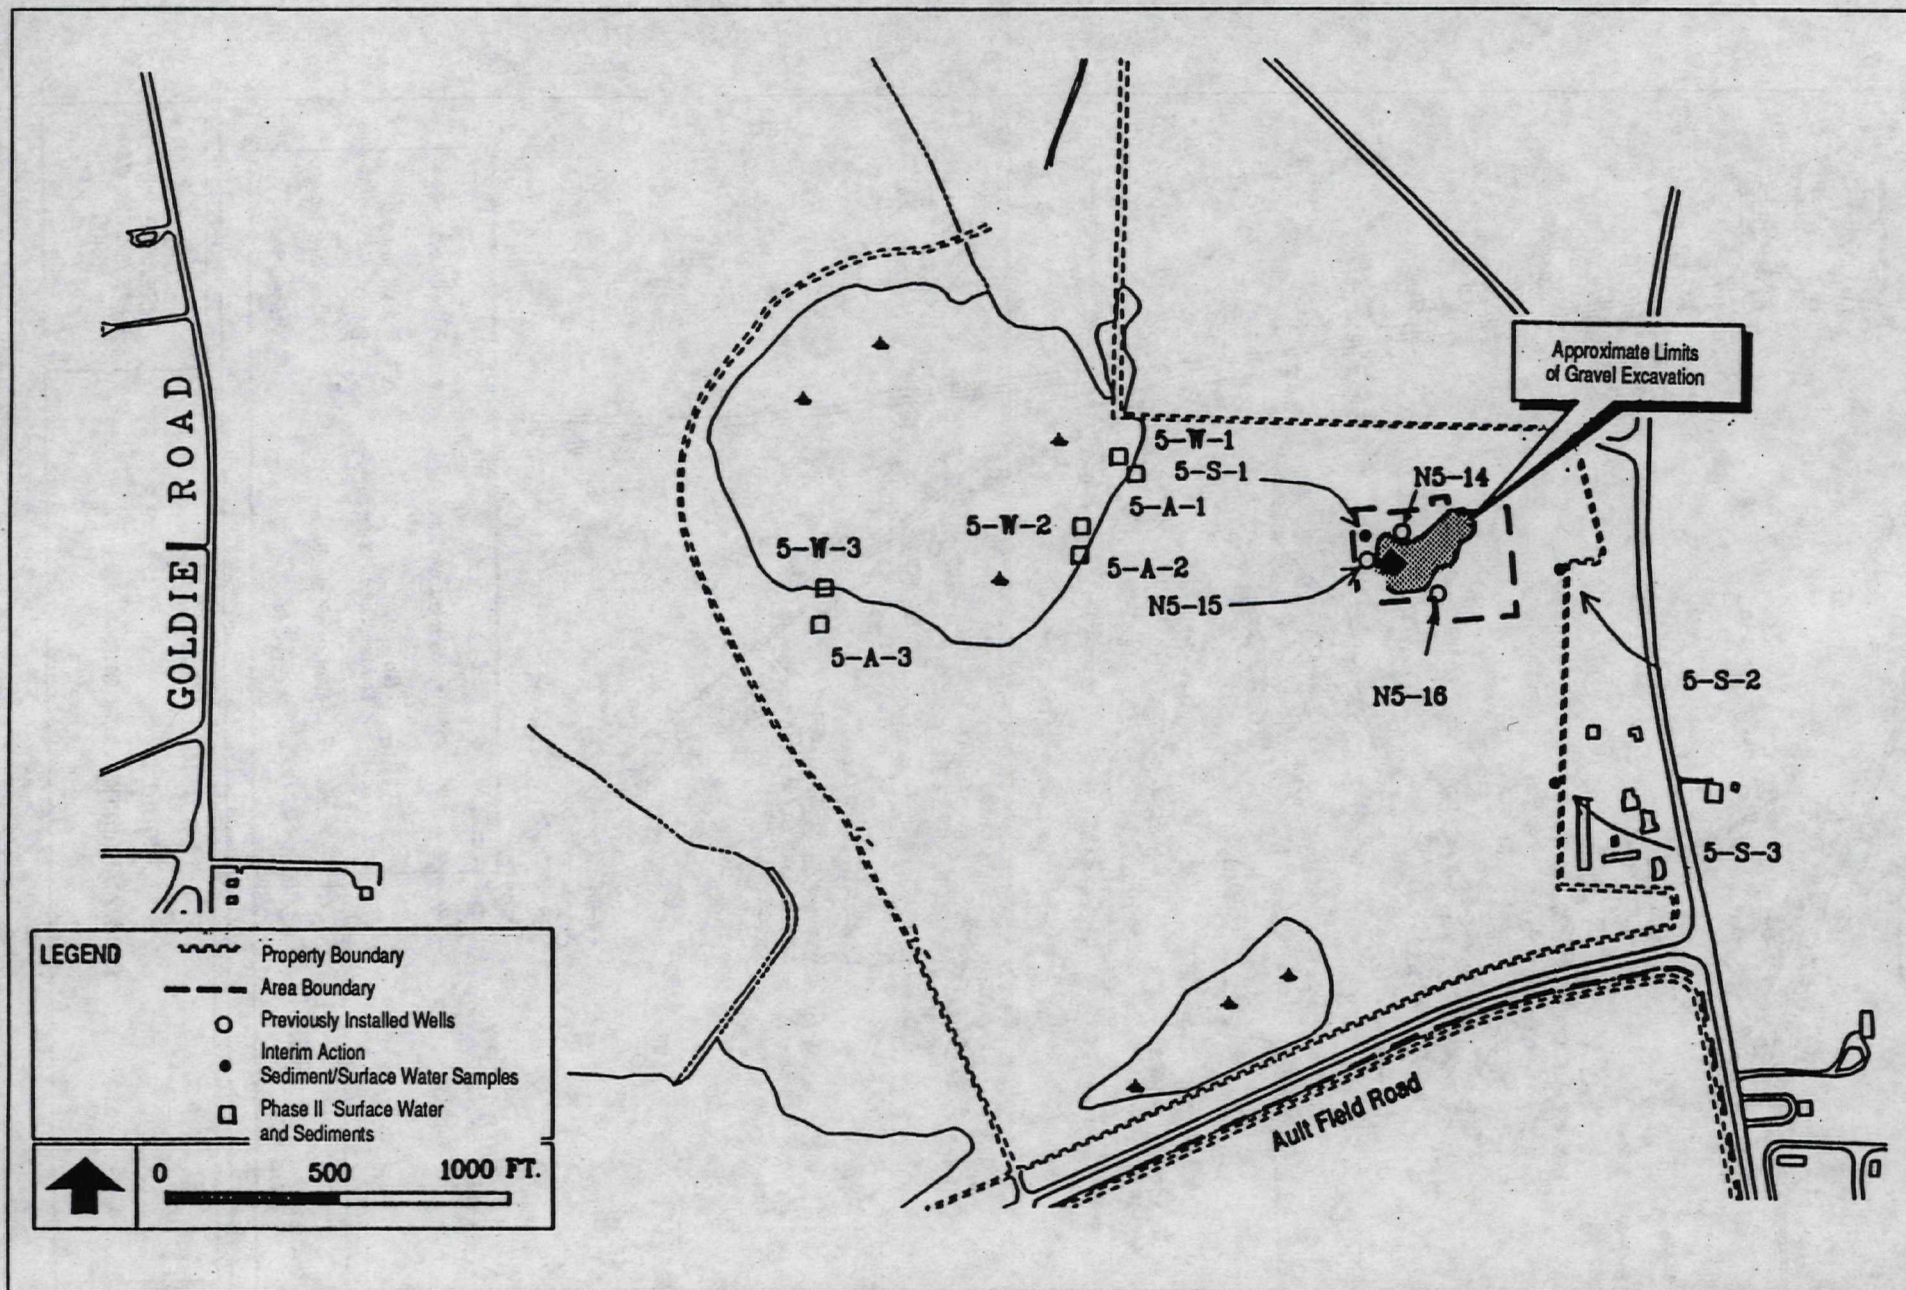 Approximate Limits
of Gravel Excavation
GOLDIE ROAD
5-W-1
5-S-1
N5-14
5-A-1
5-W-2
5-W-3
5-A-2
N5-15
5-A-3
5-S-2
N5-16
5-S-3
LEGEND
Property Boundary
Area Boundary
Previously Installed Wells
Interim Action
Sediment/Surface Water Samples
Phase II Surface Water
and Sediments
Ault Field Road
0 500 1000 FT.